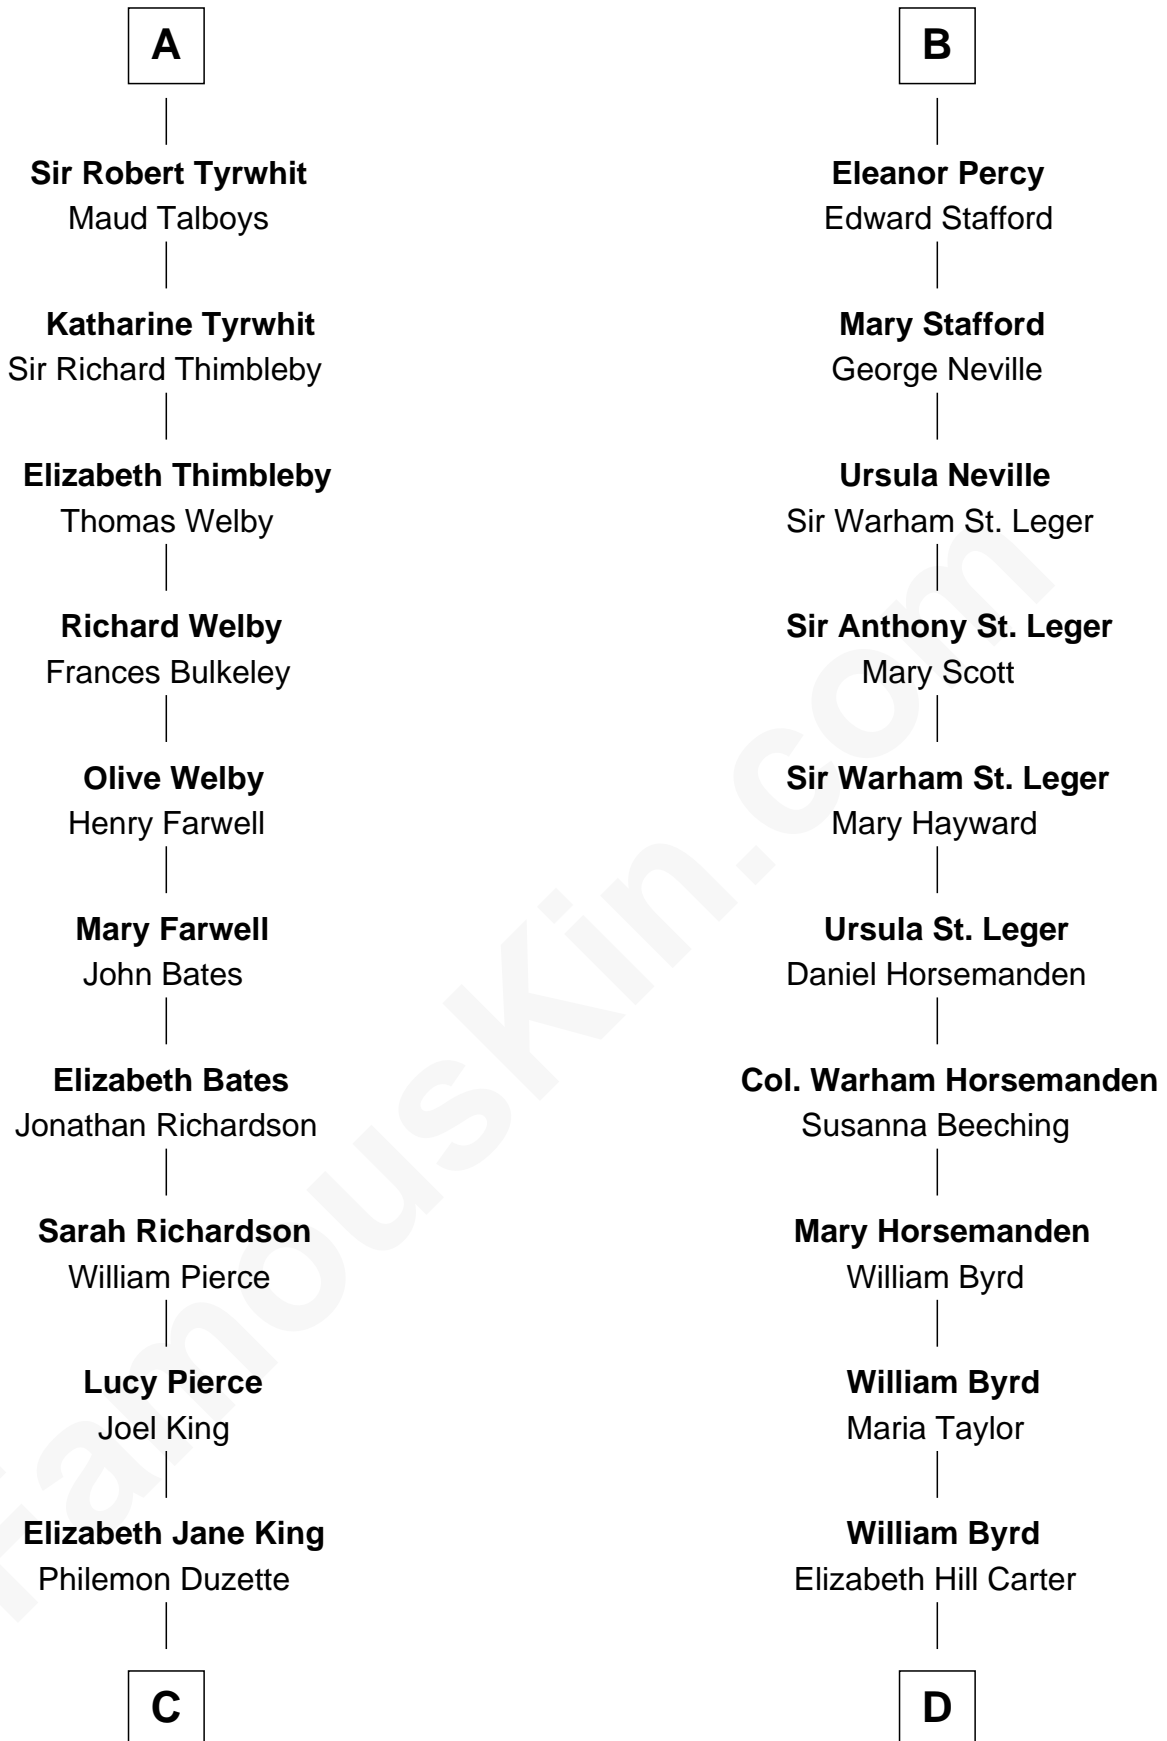 A
Sir Robert Tyrwhit
Maud Talboys
Katharine Tyrwhit
Sir Richard Thimbleby
Elizabeth Thimbleby
Thomas Welby
Richard Welby
Frances Bulkeley
Olive Welby
Henry Farwell
Mary Farwell
John Bates
Elizabeth Bates
Jonathan Richardson
Sarah Richardson
William Pierce
Lucy Pierce
Joel King
Elizabeth Jane King
Philemon Duzette
C
B
Eleanor Percy
Edward Stafford
Mary Stafford
George Neville
Ursula Neville
Sir Warham St. Leger
Sir Anthony St. Leger
Mary Scott
Sir Warham St. Leger
Mary Hayward
Ursula St. Leger
Daniel Horsemanden
Col. Warham Horsemanden
Susanna Beeching
Mary Horsemanden
William Byrd
William Byrd
Maria Taylor
William Byrd
Elizabeth Hill Carter
D
FamousKin.com